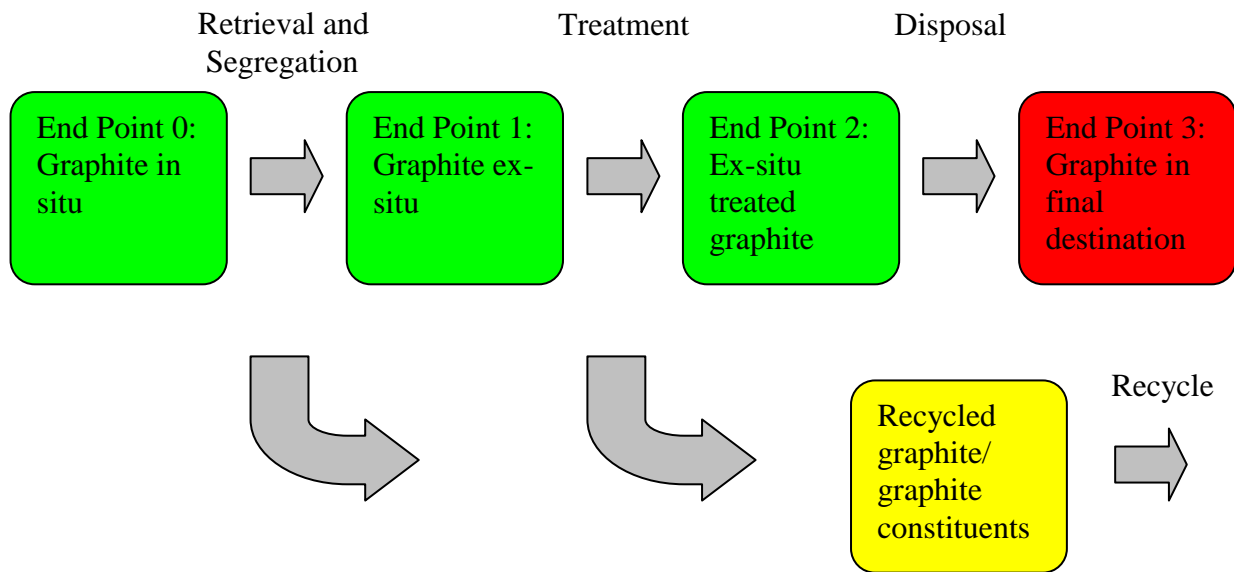 Retrieval and
Segregation
Treatment
Disposal
End Point 0:
Graphite in
situ
End Point 1:
Graphite ex-
situ
End Point 2:
Ex-situ
treated
graphite
End Point 3:
Graphite in
final
destination
Recycled
graphite/
graphite
constituents
Recycle